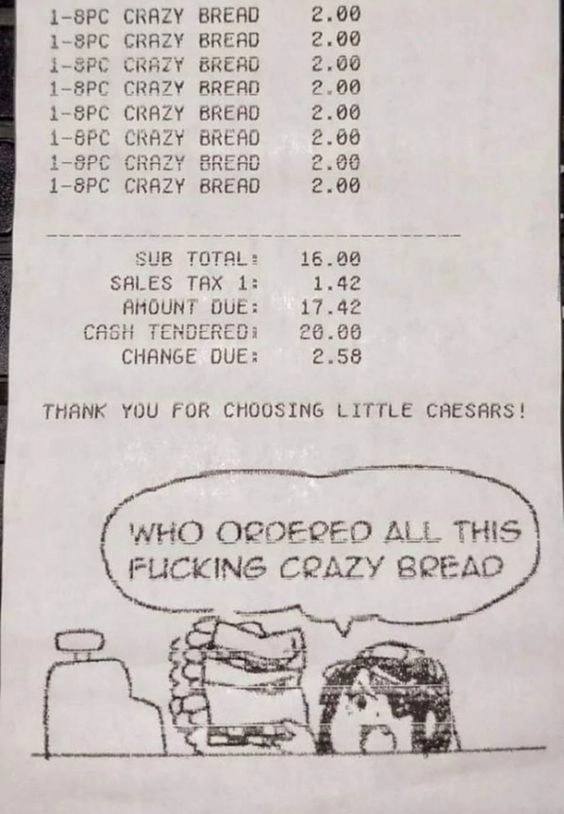 1-8PC CRAZY BREAD 2.00
1-8PC CRAZY BREAD 2.00
1-8PC CRAZY BREAD 2.00
1-8PC CRAZY BREAD 2.00
1-8PC CRAZY BREAD 2.00
1-8PC CRAZY BREAD 2.00
1-8PC CRAZY BREAD 2.00
1-8PC CRAZY BREAD 2.00
SUB TOTAL: 16.00
SALES TAX 1: 1.42
AMOUNT DUE: 17.42
CASH TENDERED: 20.00
CHANGE DUE: 2.58
THANK YOU FOR CHOOSING LITTLE CAESARS!
WHO ORDERED ALL THIS
FUCKING CRAZY BREAD